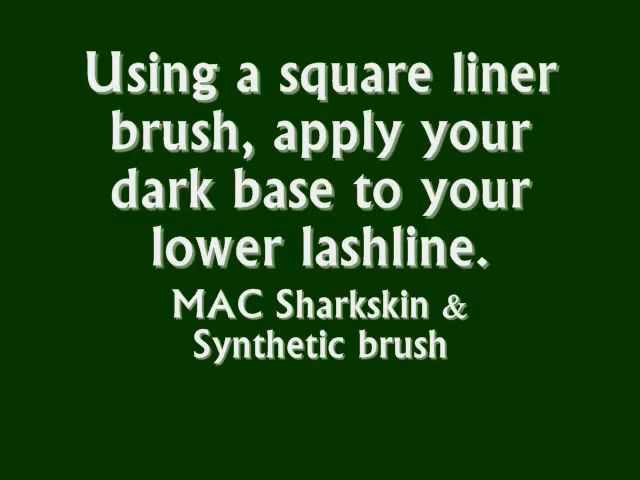 Using a square liner
brush, apply your
dark base to your
lower lashline.
MAC Sharkskin &
Synthetic brush